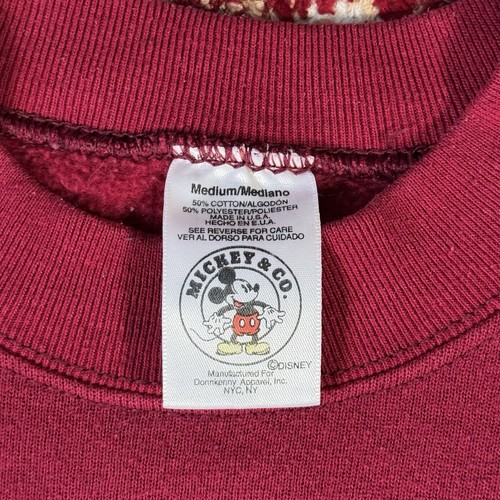 Medium/Mediano
50% COTTON/ALGODON
50% POLYESTER/POLIESTER
MADE IN U.S.A.
HECHO EN E.U.A.
SEE REVERSE FOR CARE
VER AL DORSO PARA CUIDADO
MICKEY & CO.
©DISNEY
Manufactured For
Donnkenny Apparel, Inc.
NYC, NY